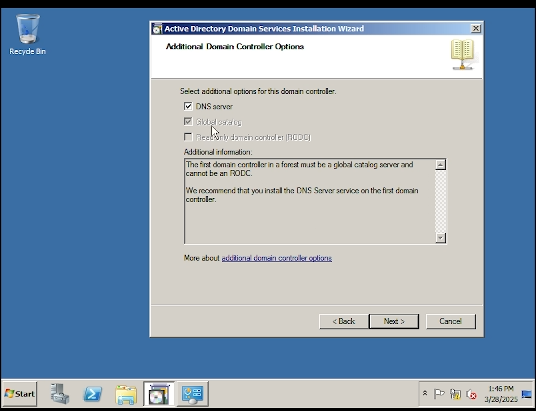 Active Directory Domain Services Installation Wizard
Additional Domain Controller Options
Recycle Bin
Select additional options for this domain controller.
DNS server
Global catalog
Read-only domain controller (RODC)
Additional information:
The first domain controller in a forest must be a global catalog server and
cannot be an RODC.
We recommend that you install the DNS Server service on the first domain
controller.
More about additional domain controller options
< Back
Next >
Cancel
Start
1:46 PM
3/28/2025